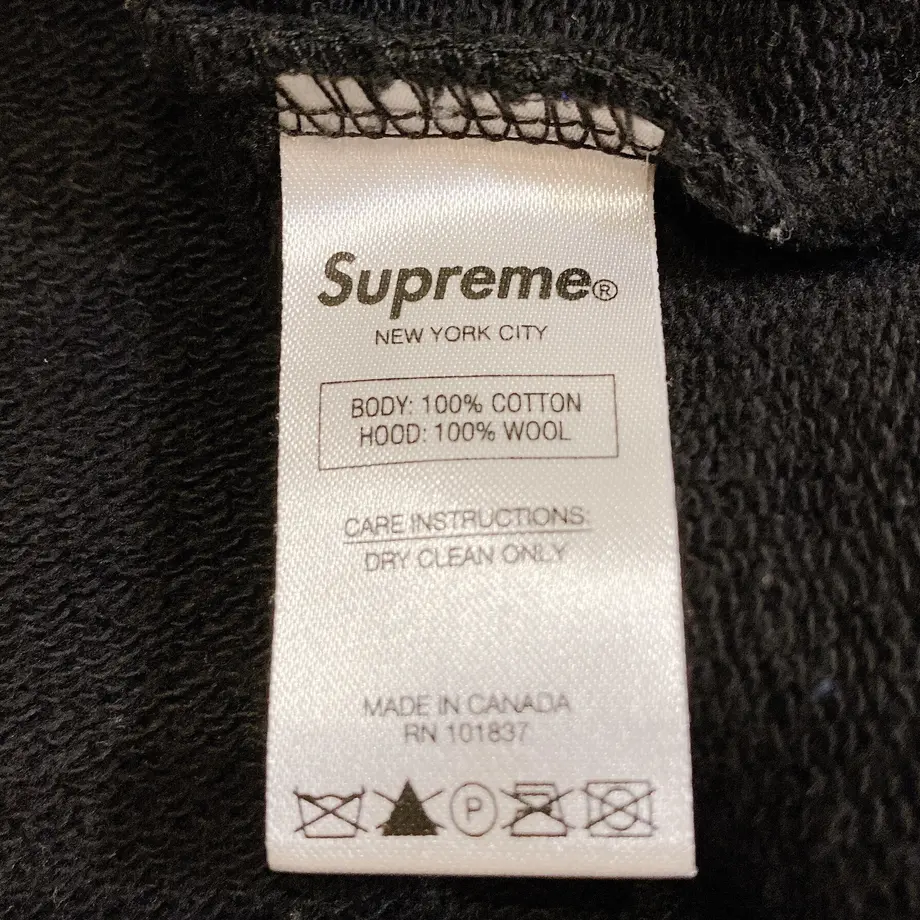 Supreme®
NEW YORK CITY
BODY: 100% COTTON
HOOD: 100% WOOL
CARE INSTRUCTIONS:
DRY CLEAN ONLY
MADE IN CANADA
RN 101837
P